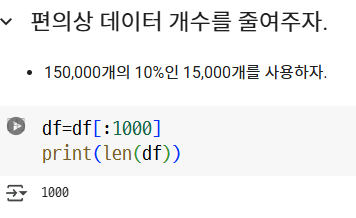 편의상 데이터 개수를 줄여주자.
150,000개의 10%인 15,000개를 사용하자.
df=df[:1000]
print(len(df))
1000